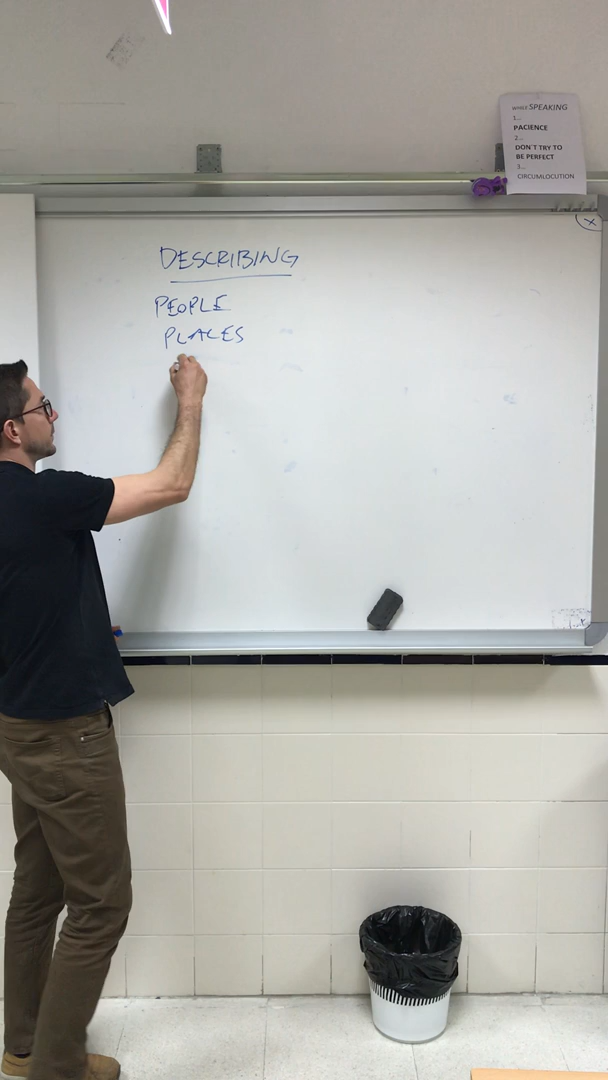 WHILE SPEAKING
1...
PACIENCE
2...
DON'T TRY TO
BE PERFECT
3...
CIRCUMLOCUTION
DESCRIBING
PEOPLE
PLACES